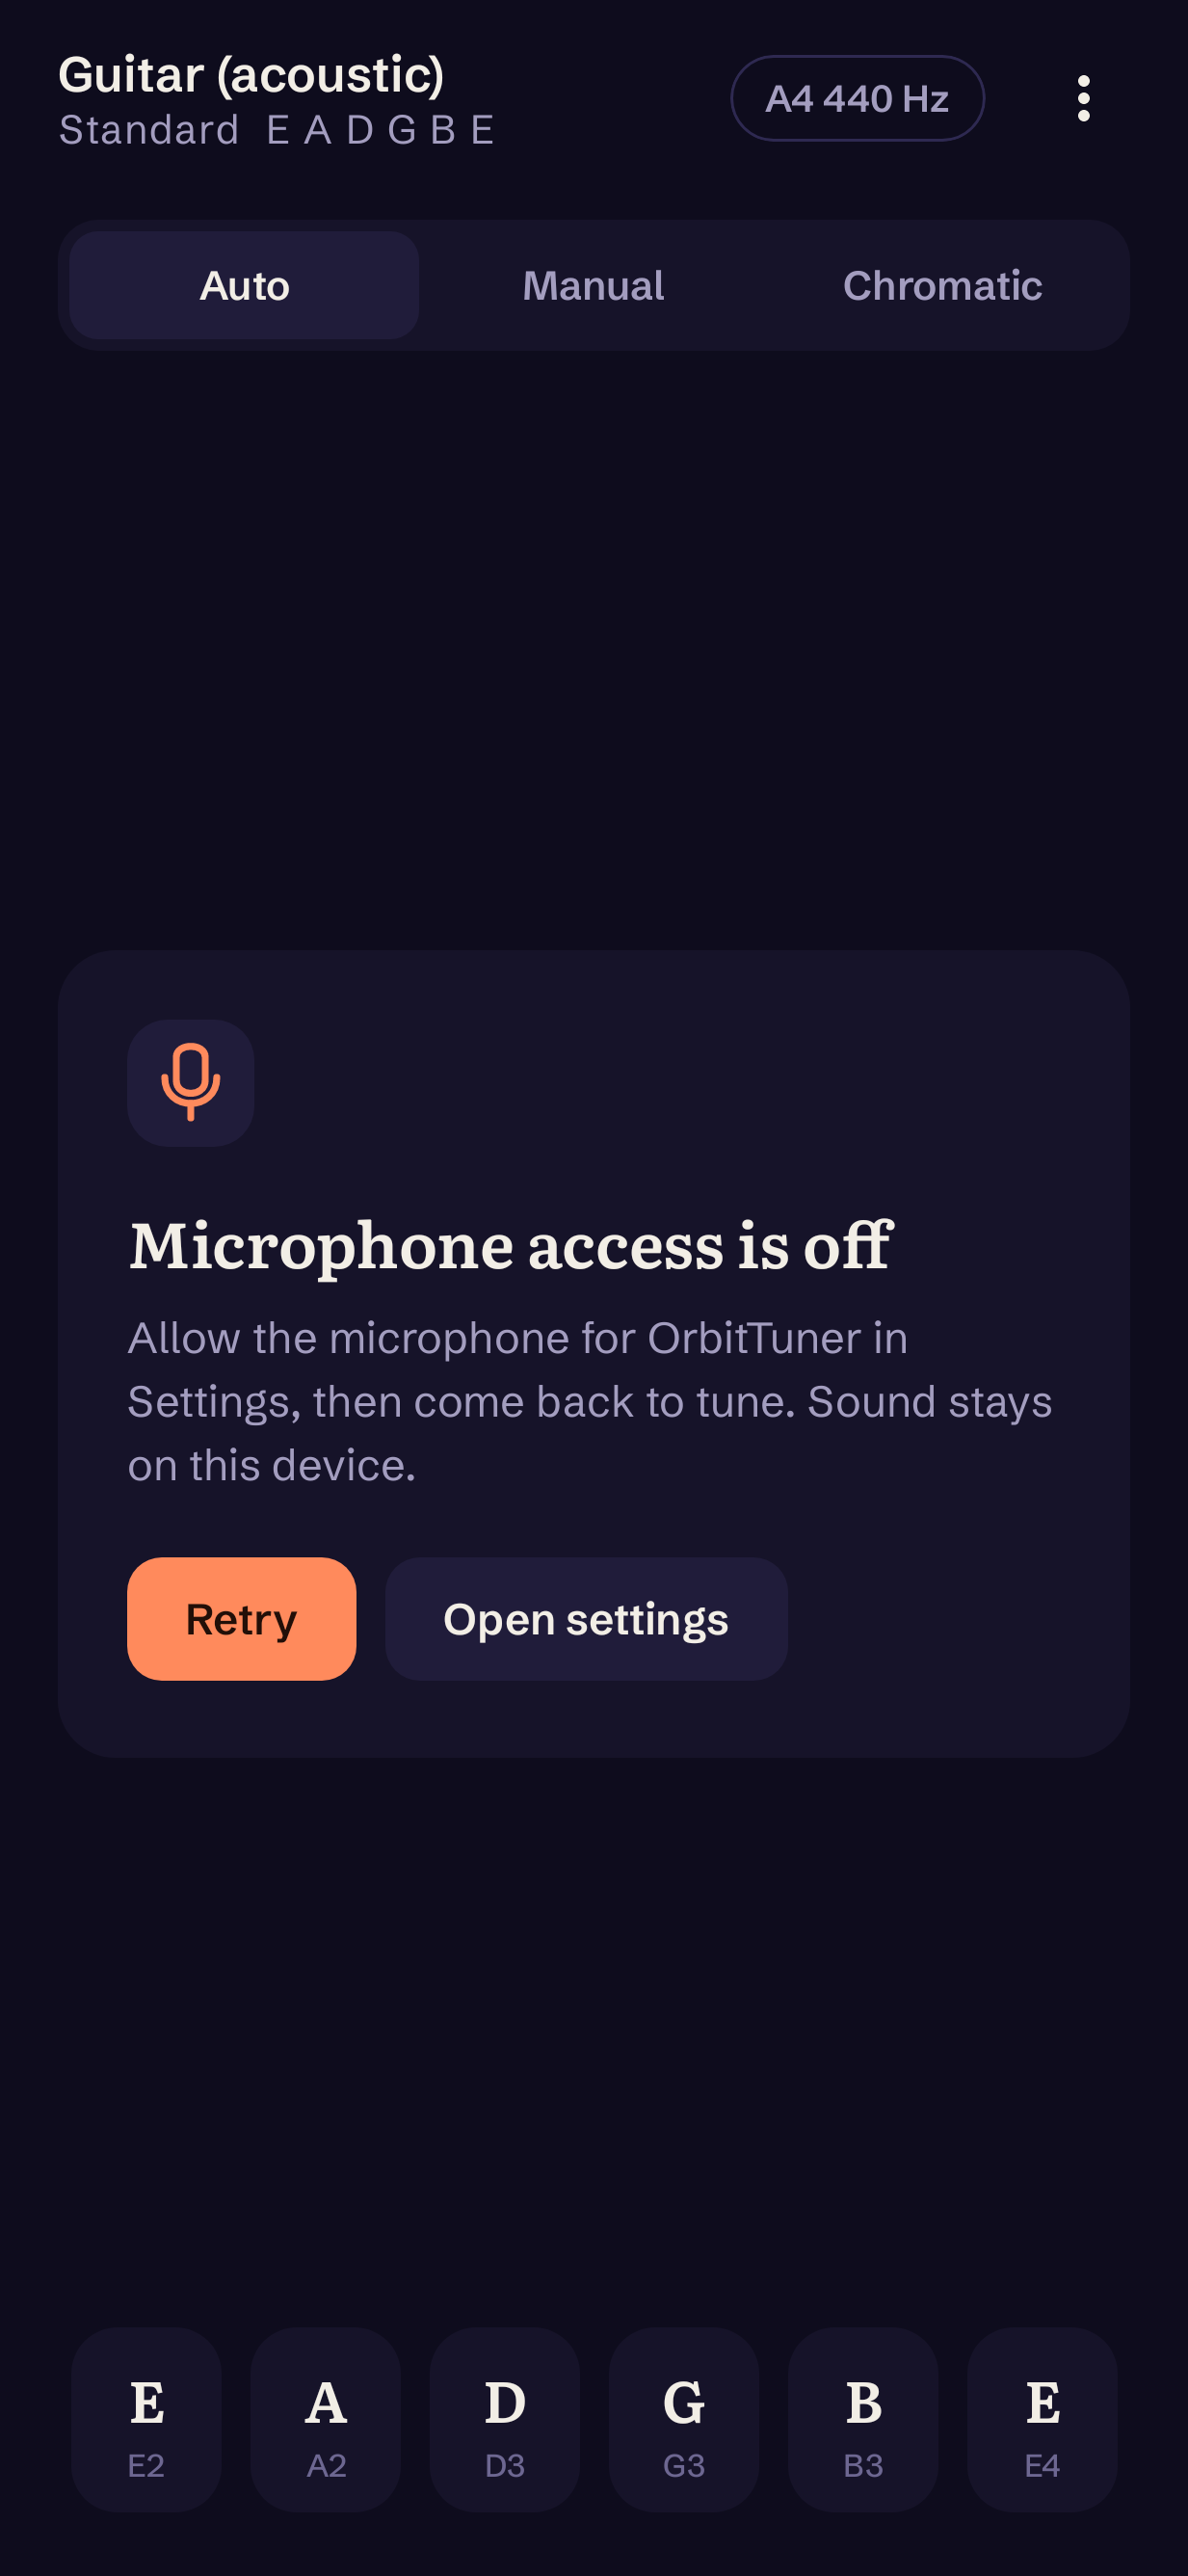 Guitar (acoustic)
Standard E A D G B E
A4 440 Hz
Auto
Manual
Chromatic
Microphone access is off
Allow the microphone for OrbitTuner in
Settings, then come back to tune. Sound stays
on this device.
Retry
Open settings
E
E2
A
A2
D
D3
G
G3
B
B3
E
E4